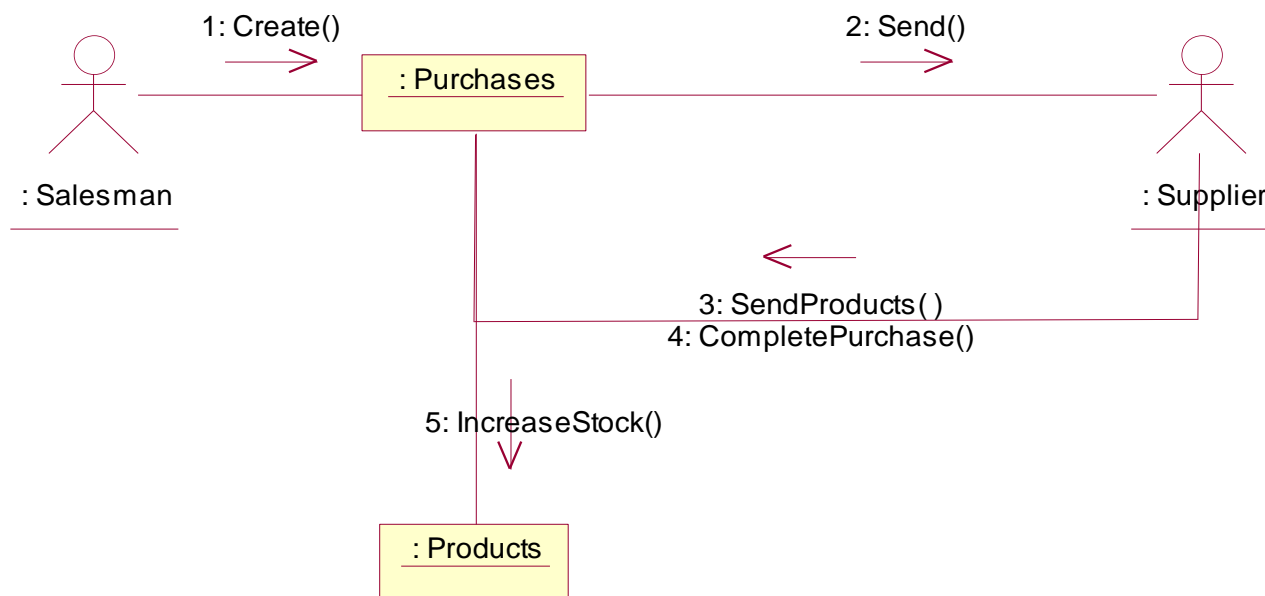 1: Create()
2: Send()
: Purchases
: Salesman
: Supplier
3: SendProducts( )
4: CompletePurchase()
5: IncreaseStock()
: Products